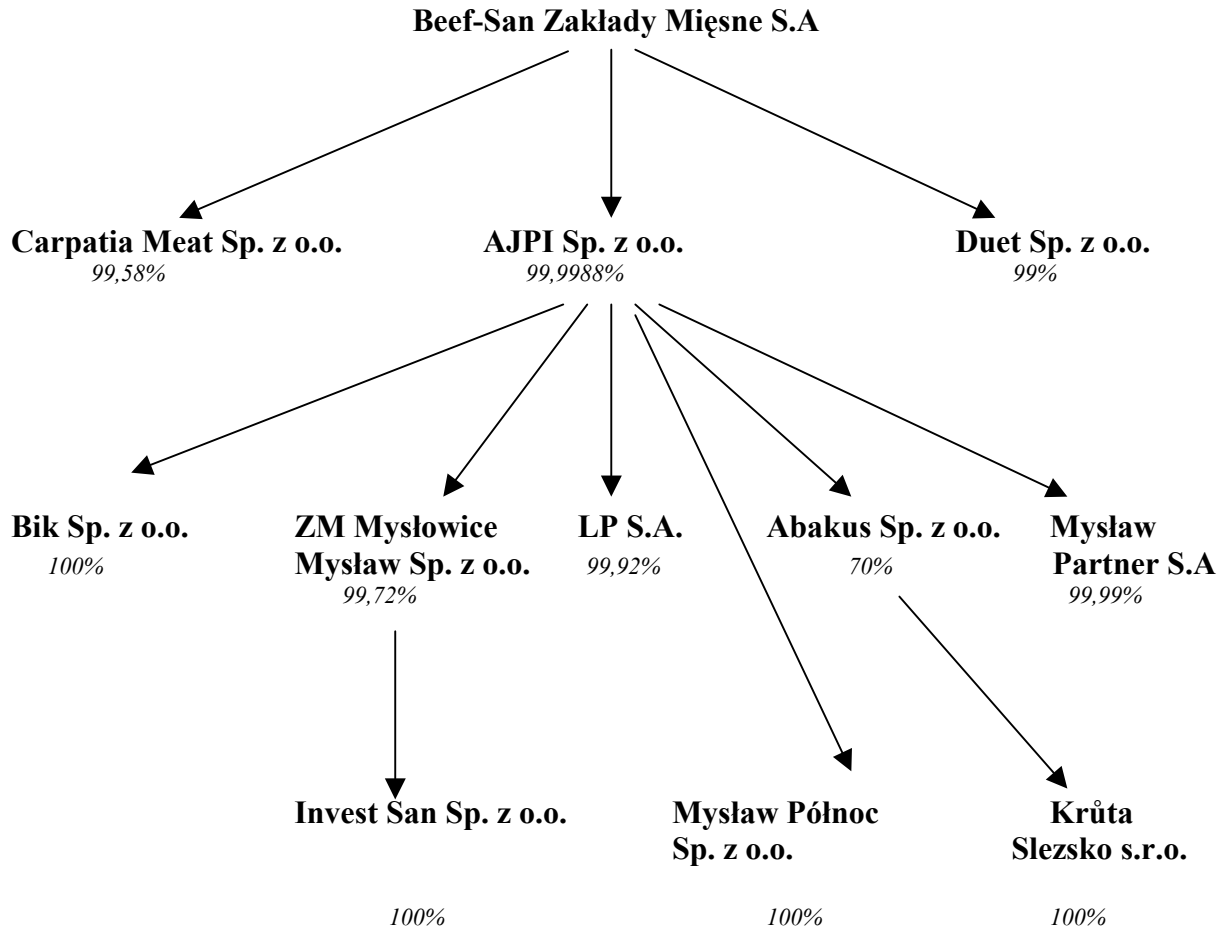 Beef-San Zakłady Mięsne S.A
Carpatia Meat Sp. z o.o.
99,58%
AJPI Sp. z o.o.
99,9988%
Duet Sp. z o.o.
99%
Bik Sp. z o.o.
100%
ZM Mysłowice
Mysław Sp. z o.o.
99,72%
LP S.A.
99,92%
Abakus Sp. z o.o.
70%
Mysław
Partner S.A
99,99%
Invest San Sp. z o.o.
100%
Mysław Północ
Sp. z o.o.
100%
Krůta
Slezsko s.r.o.
100%